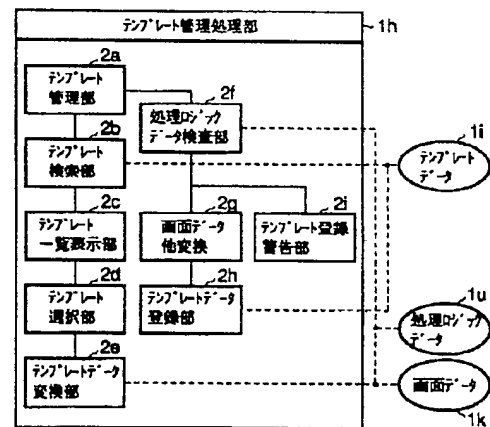 テンプレート管理処理部
1h
2a
テンプレート
管理部
2f
処理ロジック
データ検査部
2b
テンプレート
検索部
1i
テンプレート
データ
2c
テンプレート
一覧表示部
2g
画面データ
他変換
2i
テンプレート登録
警告部
2d
テンプレート
選択部
2h
テンプレートデータ
登録部
1u
処理ロジック
データ
2e
テンプレートデータ
変換部
画面データ
1k